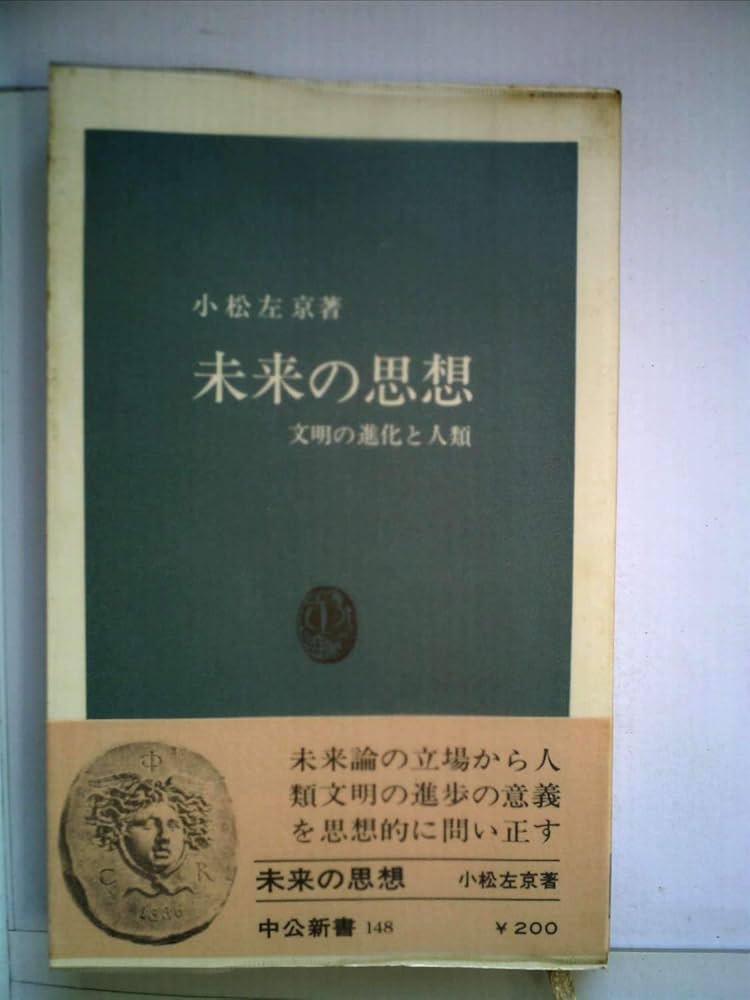 小松左京著
未来の思想
文明の進化と人類
未来論の立場から人
類文明の進歩の意義
を思想的に問い正す
未来の思想 小松左京著
中公新書 148 ￥200
Φ
C R
1886